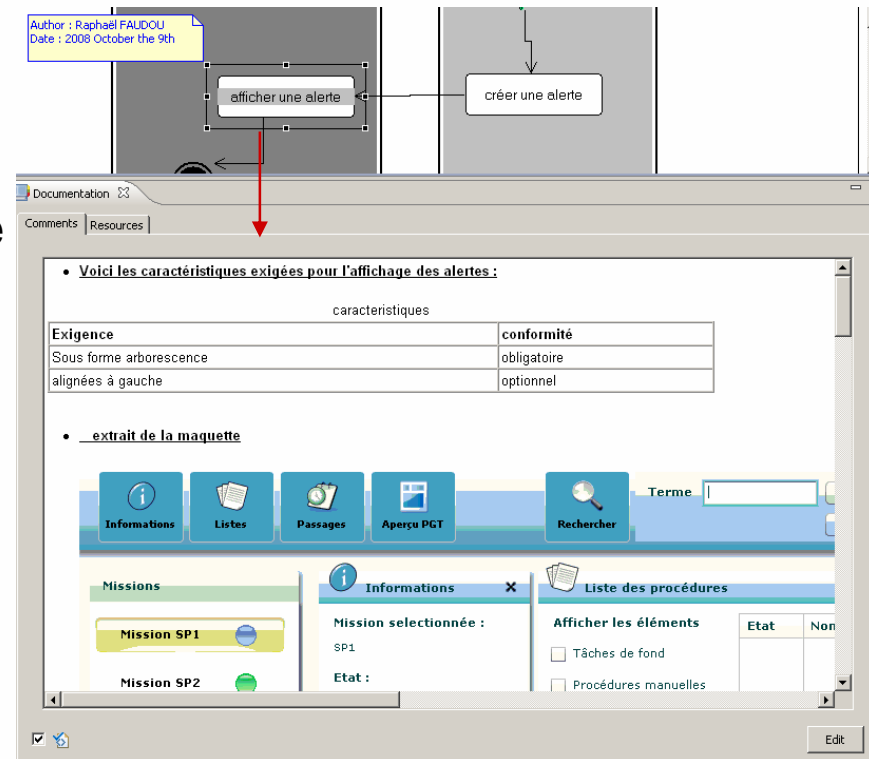 Author : Raphaël FAUDOU
Date : 2008 October the 9th
afficher une alerte
créer une alerte
Documentation
Comments
Resources
e
• Voici les caractéristiques exigées pour l'affichage des alertes :
caracteristiques
Exigence conformité
Sous forme arborescence obligatoire
alignées à gauche optionnel
• extrait de la maquette
Informations
Listes
Passages
Aperçu PGT
Rechercher
Terme
Missions
Informations
Liste des procédures
Mission SP1
Mission selectionnée :
Afficher les éléments
Etat
Nom
SP1
Tâches de fond
Mission SP2
Etat :
Procédures manuelles
Edit